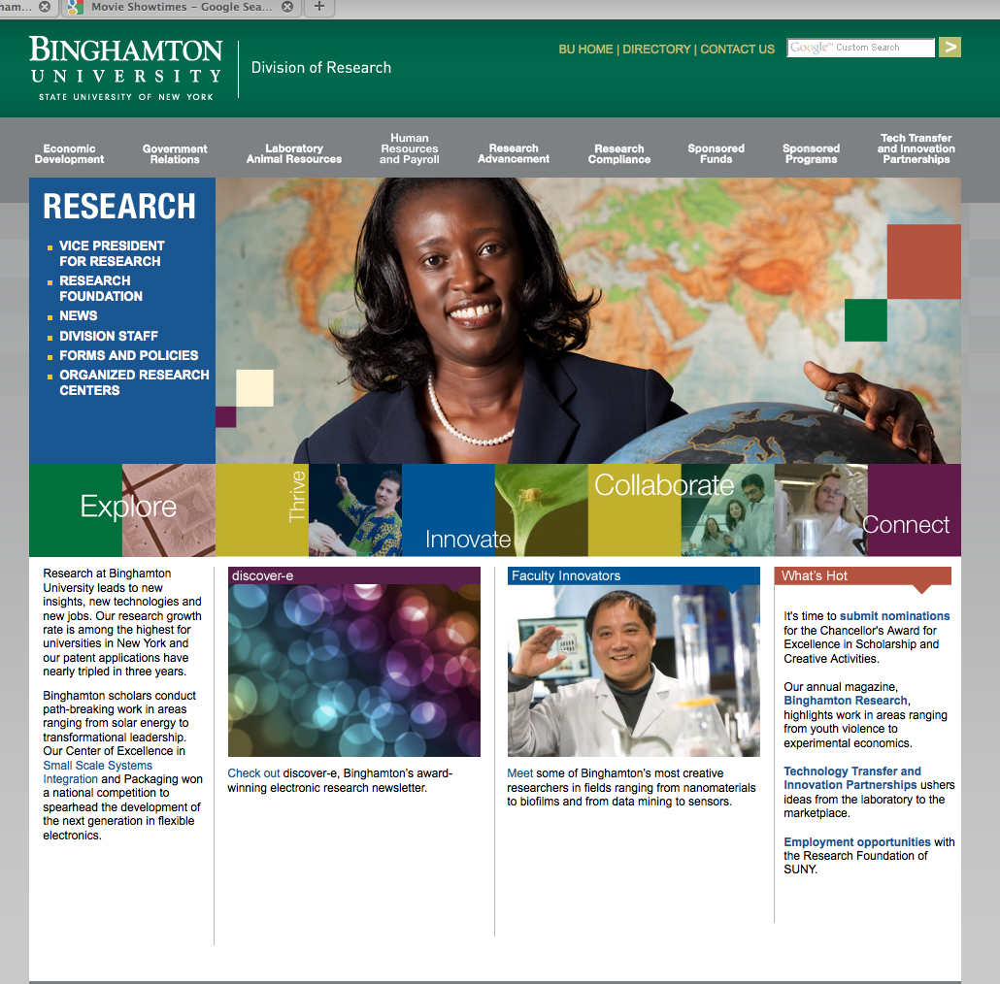 ham...
Movie Showtimes – Google Sea...
+
BINGHAMTON
UNIVERSITY
STATE UNIVERSITY OF NEW YORK
Division of Research
BU HOME | DIRECTORY | CONTACT US
Google™ Custom Search
>
Economic
Development
Government
Relations
Laboratory
Animal Resources
Human
Resources
and Payroll
Research
Advancement
Research
Compliance
Sponsored
Funds
Sponsored
Programs
Tech Transfer
and Innovation
Partnerships
RESEARCH
VICE PRESIDENT
FOR RESEARCH
RESEARCH
FOUNDATION
NEWS
DIVISION STAFF
FORMS AND POLICIES
ORGANIZED RESEARCH
CENTERS
Explore
Thrive
Innovate
Collaborate
Connect
Research at Binghamton
University leads to new
insights, new technologies and
new jobs. Our research growth
rate is among the highest for
universities in New York and
our patent applications have
nearly tripled in three years.
Binghamton scholars conduct
path-breaking work in areas
ranging from solar energy to
transformational leadership.
Our Center of Excellence in
Small Scale Systems
Integration and Packaging won
a national competition to
spearhead the development of
the next generation in flexible
electronics.
discover-e
Check out discover-e, Binghamton's award-
winning electronic research newsletter.
Faculty Innovators
Meet some of Binghamton's most creative
researchers in fields ranging from nanomaterials
to biofilms and from data mining to sensors.
What's Hot
It's time to submit nominations
for the Chancellor's Award for
Excellence in Scholarship and
Creative Activities.
Our annual magazine,
Binghamton Research,
highlights work in areas ranging
from youth violence to
experimental economics.
Technology Transfer and
Innovation Partnerships ushers
ideas from the laboratory to the
marketplace.
Employment opportunities with
the Research Foundation of
SUNY.